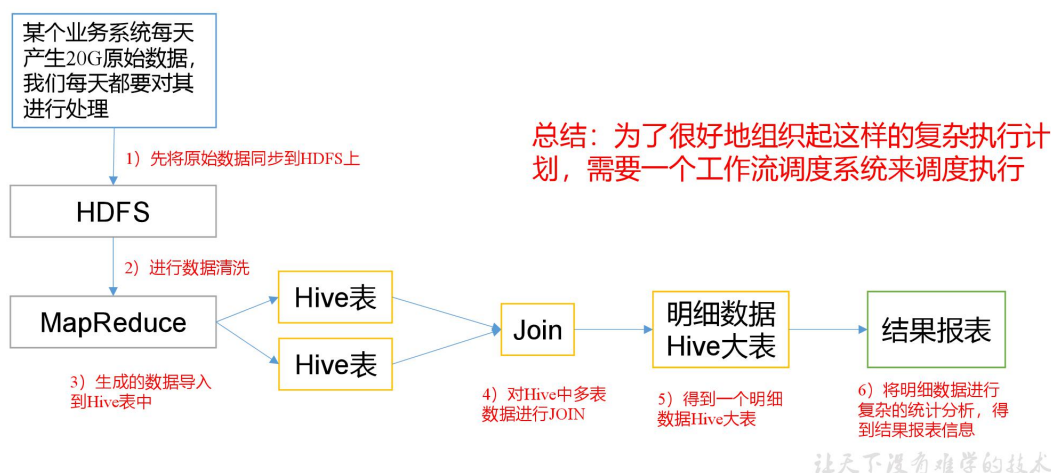 某个业务系统每天
产生20G原始数据，
我们每天都要对其
进行处理
1）先将原始数据同步到HDFS上
总结：为了很好地组织起这样的复杂执行计
划，需要一个工作流调度系统来调度执行
HDFS
2）进行数据清洗
MapReduce
Hive表
Hive表
Join
明细数据
Hive大表
结果报表
3）生成的数据导入
到Hive表中
4）对Hive中多表
数据进行JOIN
5）得到一个明细
数据Hive大表
6）将明细数据进行
复杂的统计分析，得
到结果报表信息
让天下没有难学的技术